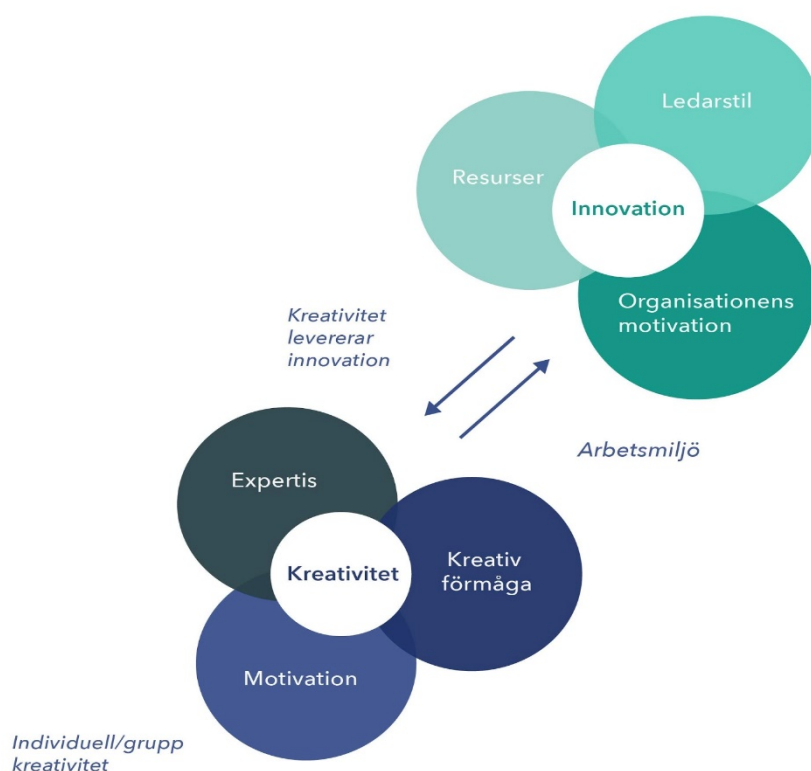 Ledarstil
Resurser
Innovation
Organisationens
motivation
Kreativitet
levererar
innovation
Arbetsmiljö
Expertis
Kreativitet
Kreativ
förmåga
Motivation
Individuell/grupp
kreativitet